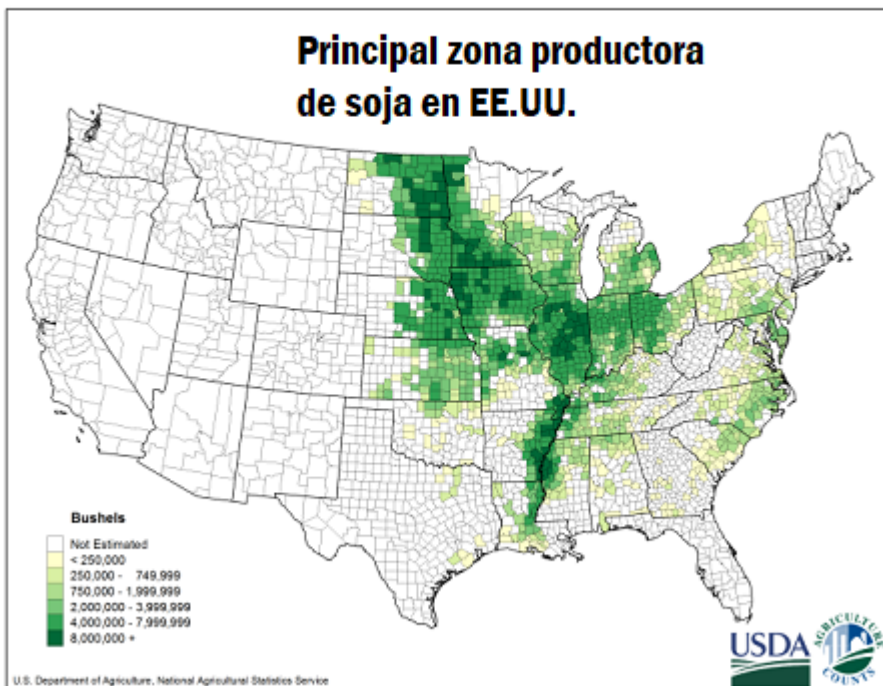 Principal zona productora
de soja en EE.UU.
Bushels
Not Estimated
< 250,000
250,000 - 749,999
750,000 - 1,999,999
2,000,000 - 3,999,999
4,000,000 - 7,999,999
8,000,000 +
USDA
AGRICULTURE
COUNTS
U.S. Department of Agriculture, National Agricultural Statistics Service